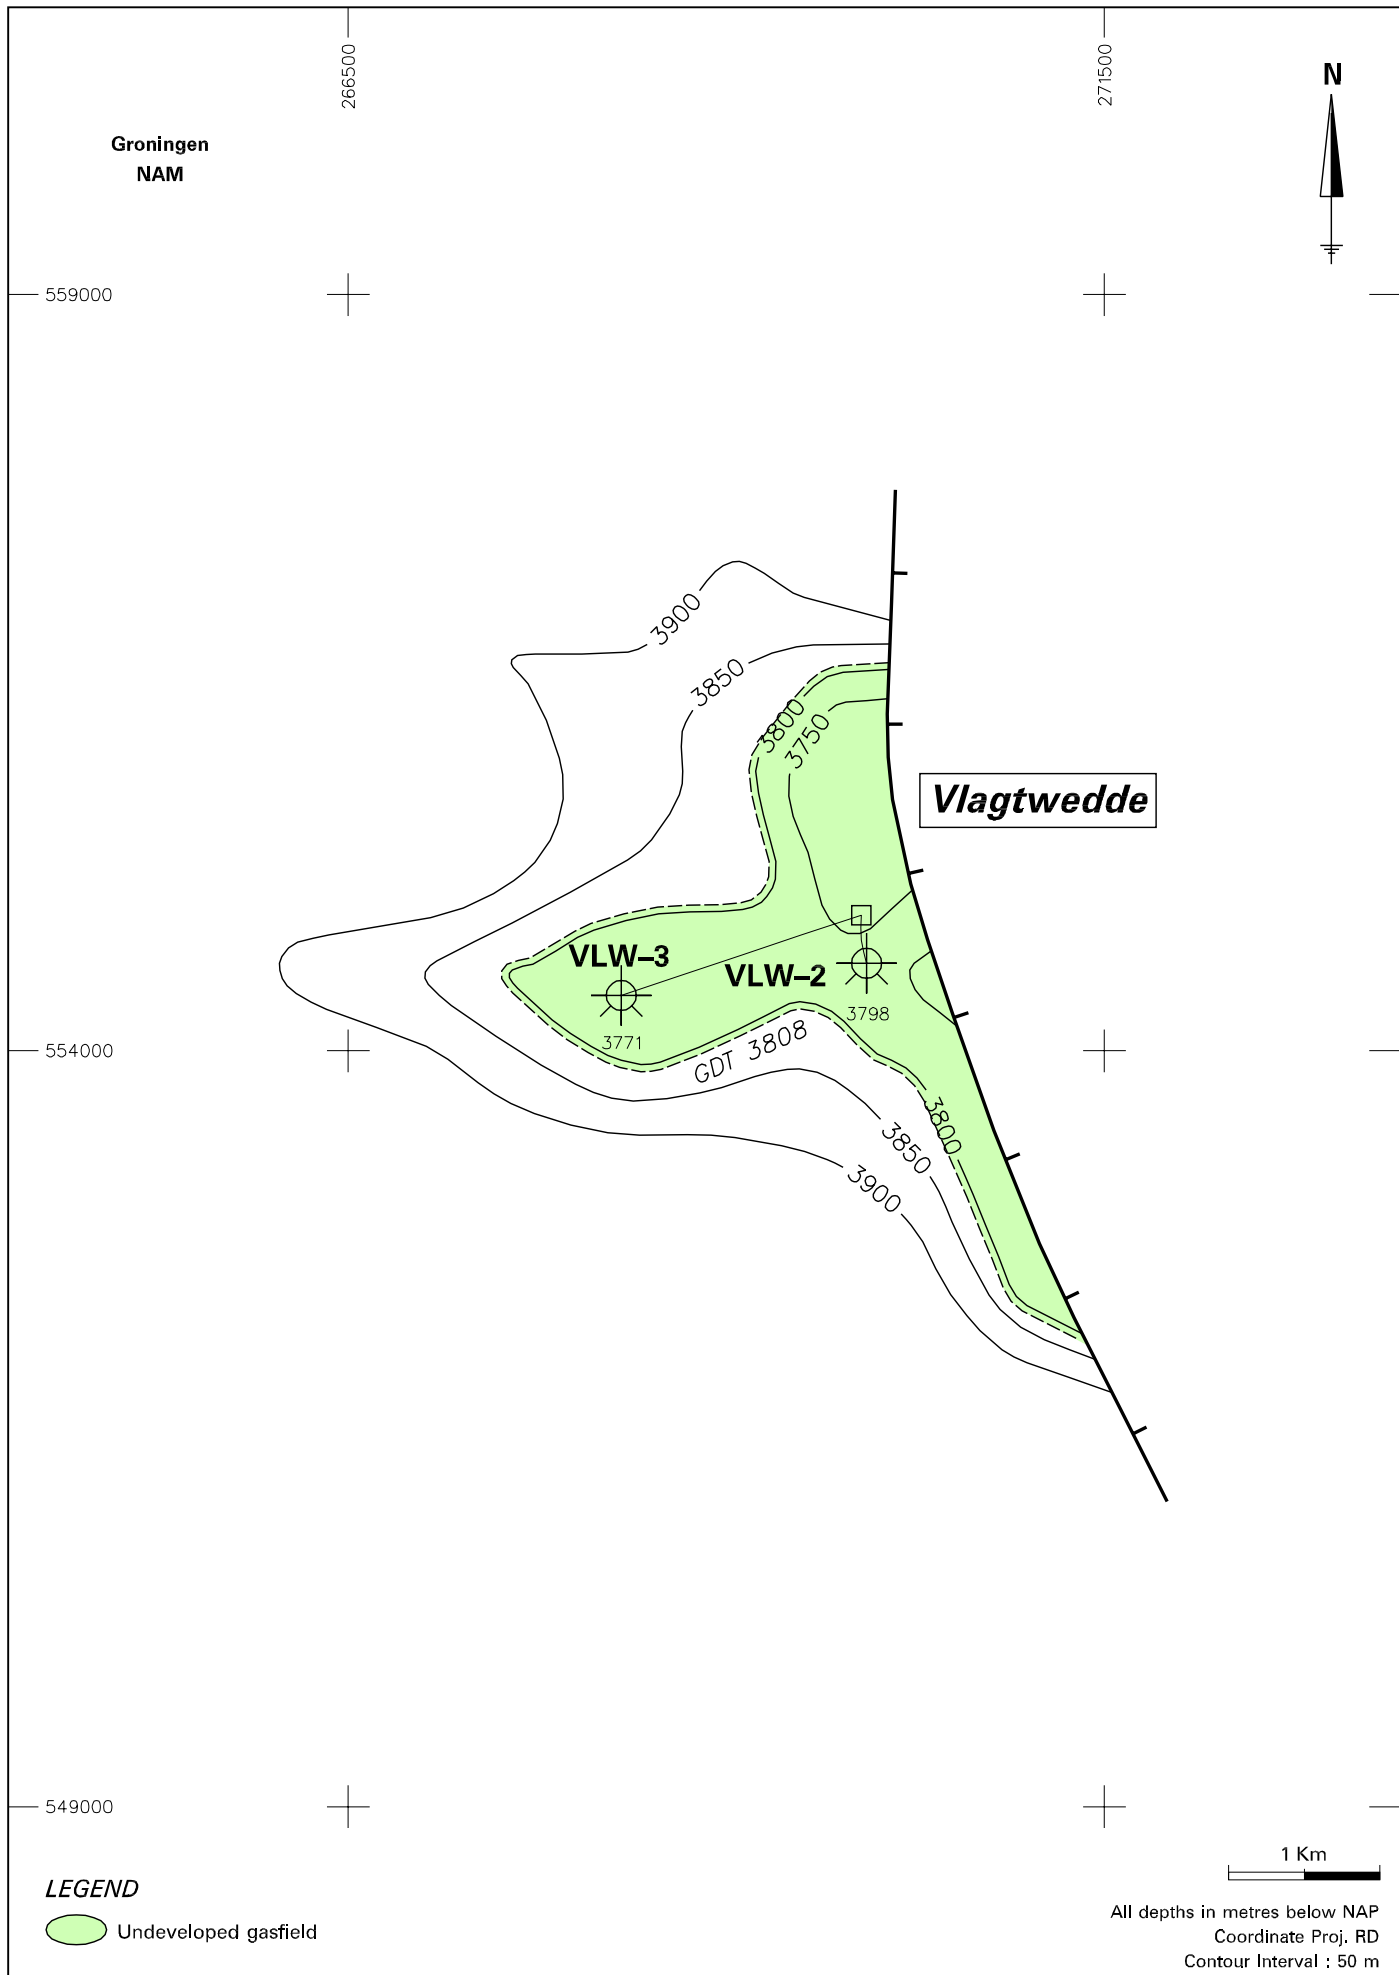 266500
271500
N
Groningen
NAM
559000
3900
3850
3800
3750
Vlagtwedde
VLW–3
VLW–2
3798
3771
GDT 3808
554000
3800
3850
3900
549000
1 Km
LEGEND
Undeveloped gasfield
All depths in metres below NAP
Coordinate Proj. RD
Contour Interval : 50 m